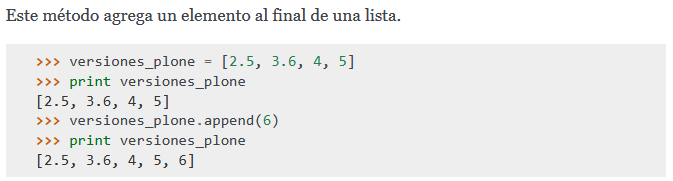 Este método agrega un elemento al final de una lista.
>>> versiones_plone = [2.5, 3.6, 4, 5]
>>> print versiones_plone
[2.5, 3.6, 4, 5]
>>> versiones_plone.append(6)
>>> print versiones_plone
[2.5, 3.6, 4, 5, 6]